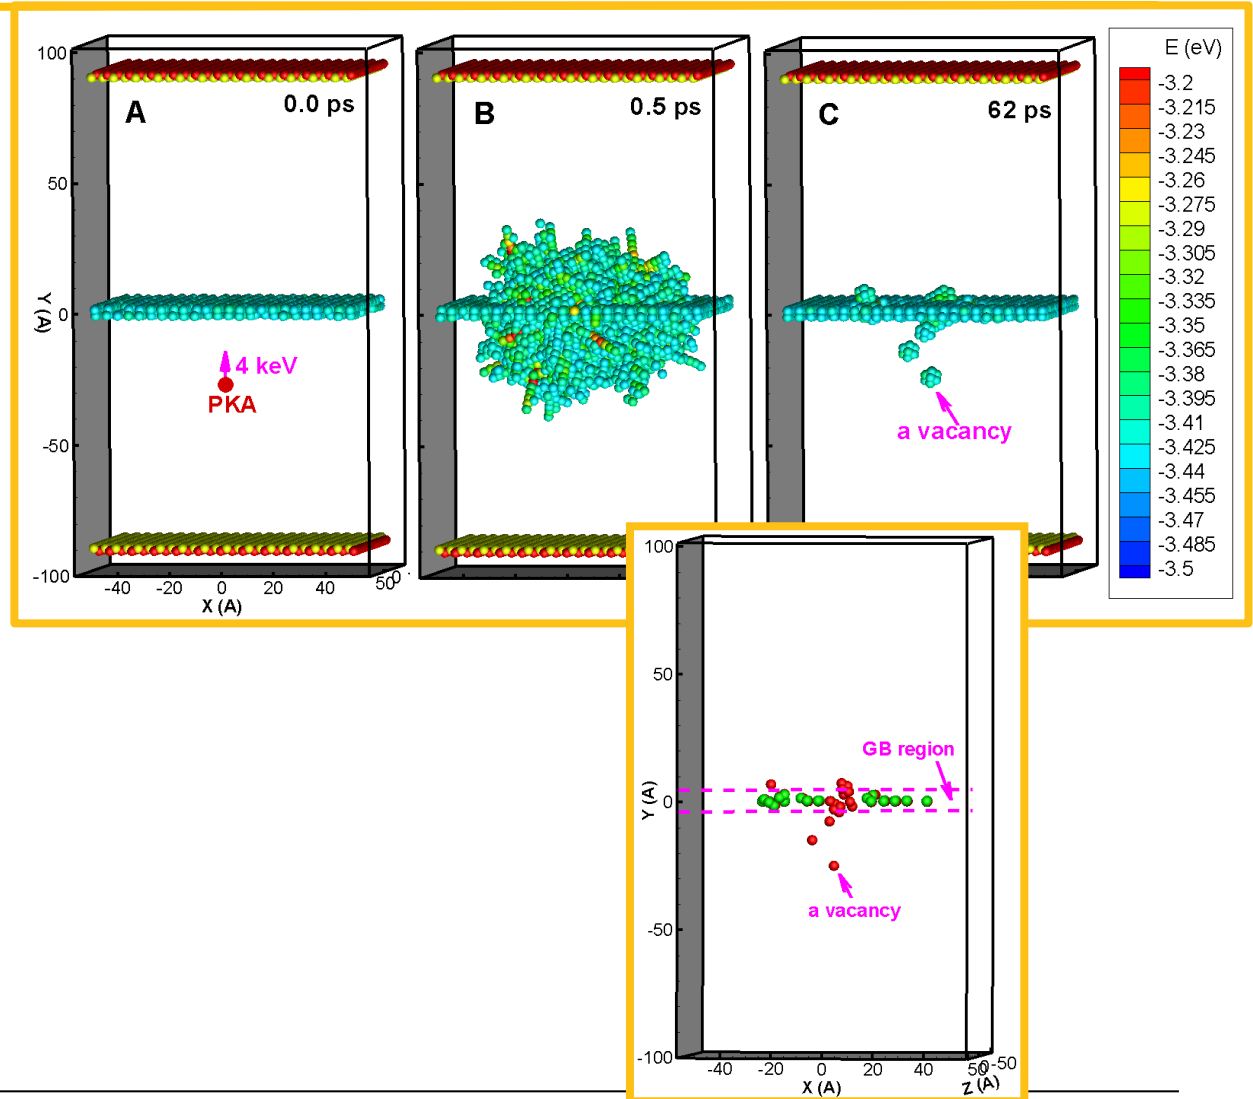 A
0.0 ps
B
0.5 ps
C
62 ps
100
50
0
-50
-100
Y (A)
4 keV
PKA
-40
-20
0
20
40
50
0
X (A)
a vacancy
E (eV)
-3.2
-3.215
-3.23
-3.245
-3.26
-3.275
-3.29
-3.305
-3.32
-3.335
-3.35
-3.365
-3.38
-3.395
-3.41
-3.425
-3.44
-3.455
-3.47
-3.485
-3.5
100
50
0
-50
-100
Y (A)
GB region
a vacancy
-40
-20
0
20
40
50
-50
X (A)
Z (A)